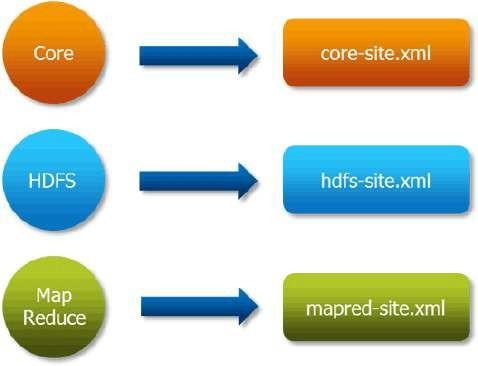 Core
core-site.xml
HDFS
hdfs-site.xml
Map
Reduce
mapred-site.xml